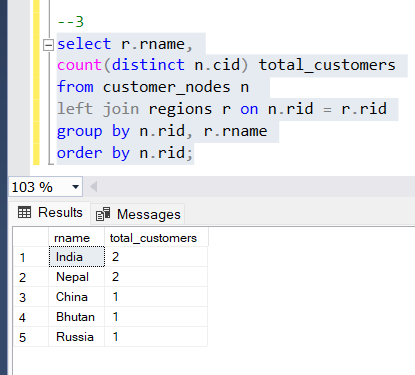 --3
select r.rname,
count(distinct n.cid) total_customers
from customer_nodes n
left join regions r on n.rid = r.rid
group by n.rid, r.rname
order by n.rid;
103 %
Results Messages
rname total_customers
1 India 2
2 Nepal 2
3 China 1
4 Bhutan 1
5 Russia 1